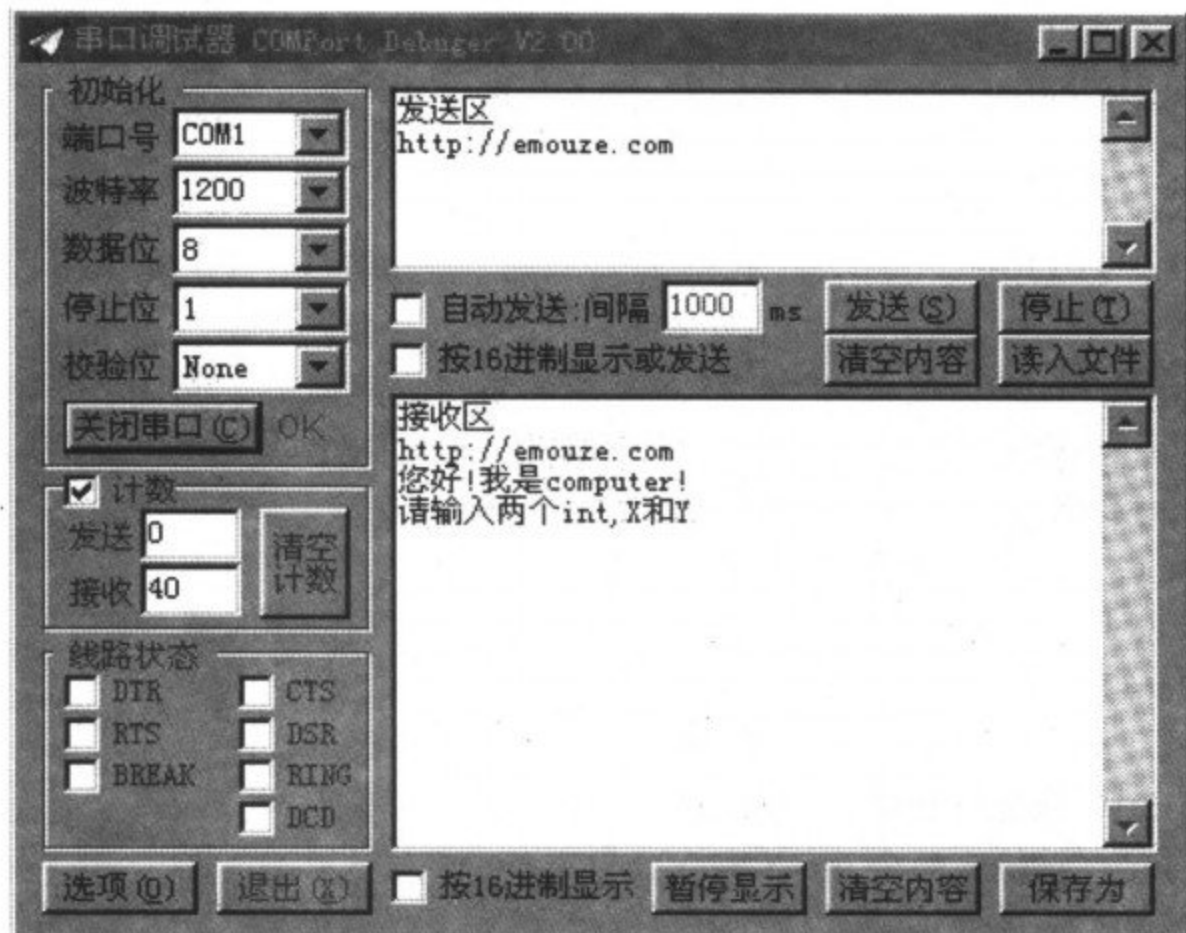 串口调试器 COMPort Debuger V2.00
初始化
端口号 COM1
波特率 1200
数据位 8
停止位 1
校验位 None
关闭串口(C) OK
计数
发送 0
接收 40
清空计数
线路状态
DTR CTS
RTS DSR
BREAK RING
DCD
选项(O) 退出(X)
发送区
http://emouze.com
自动发送:间隔 1000 ms 发送(S) 停止(T)
按16进制显示或发送 清空内容 读入文件
接收区
http://emouze.com
您好!我是computer!
请输入两个int,X和Y
按16进制显示 暂停显示 清空内容 保存为